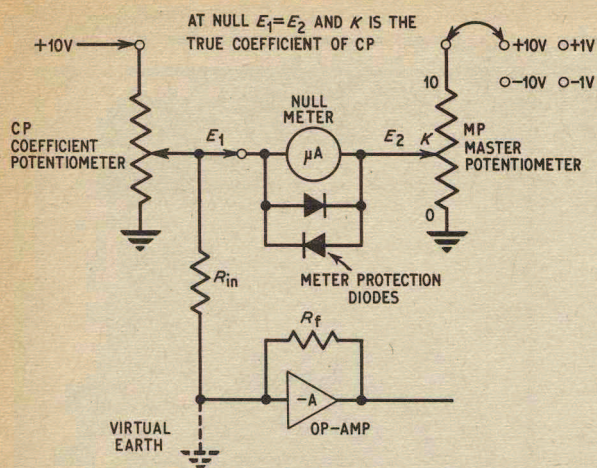 AT NULL E₁=E₂ AND K IS THE
TRUE COEFFICIENT OF CP
+10V
+10V +1V
-10V -1V
10
NULL
METER
CP
COEFFICIENT
POTENTIOMETER
E₁
μA
E₂
K
MP
MASTER
POTENTIOMETER
0
METER PROTECTION
DIODES
Rin
Rf
-A
OP-AMP
VIRTUAL
EARTH